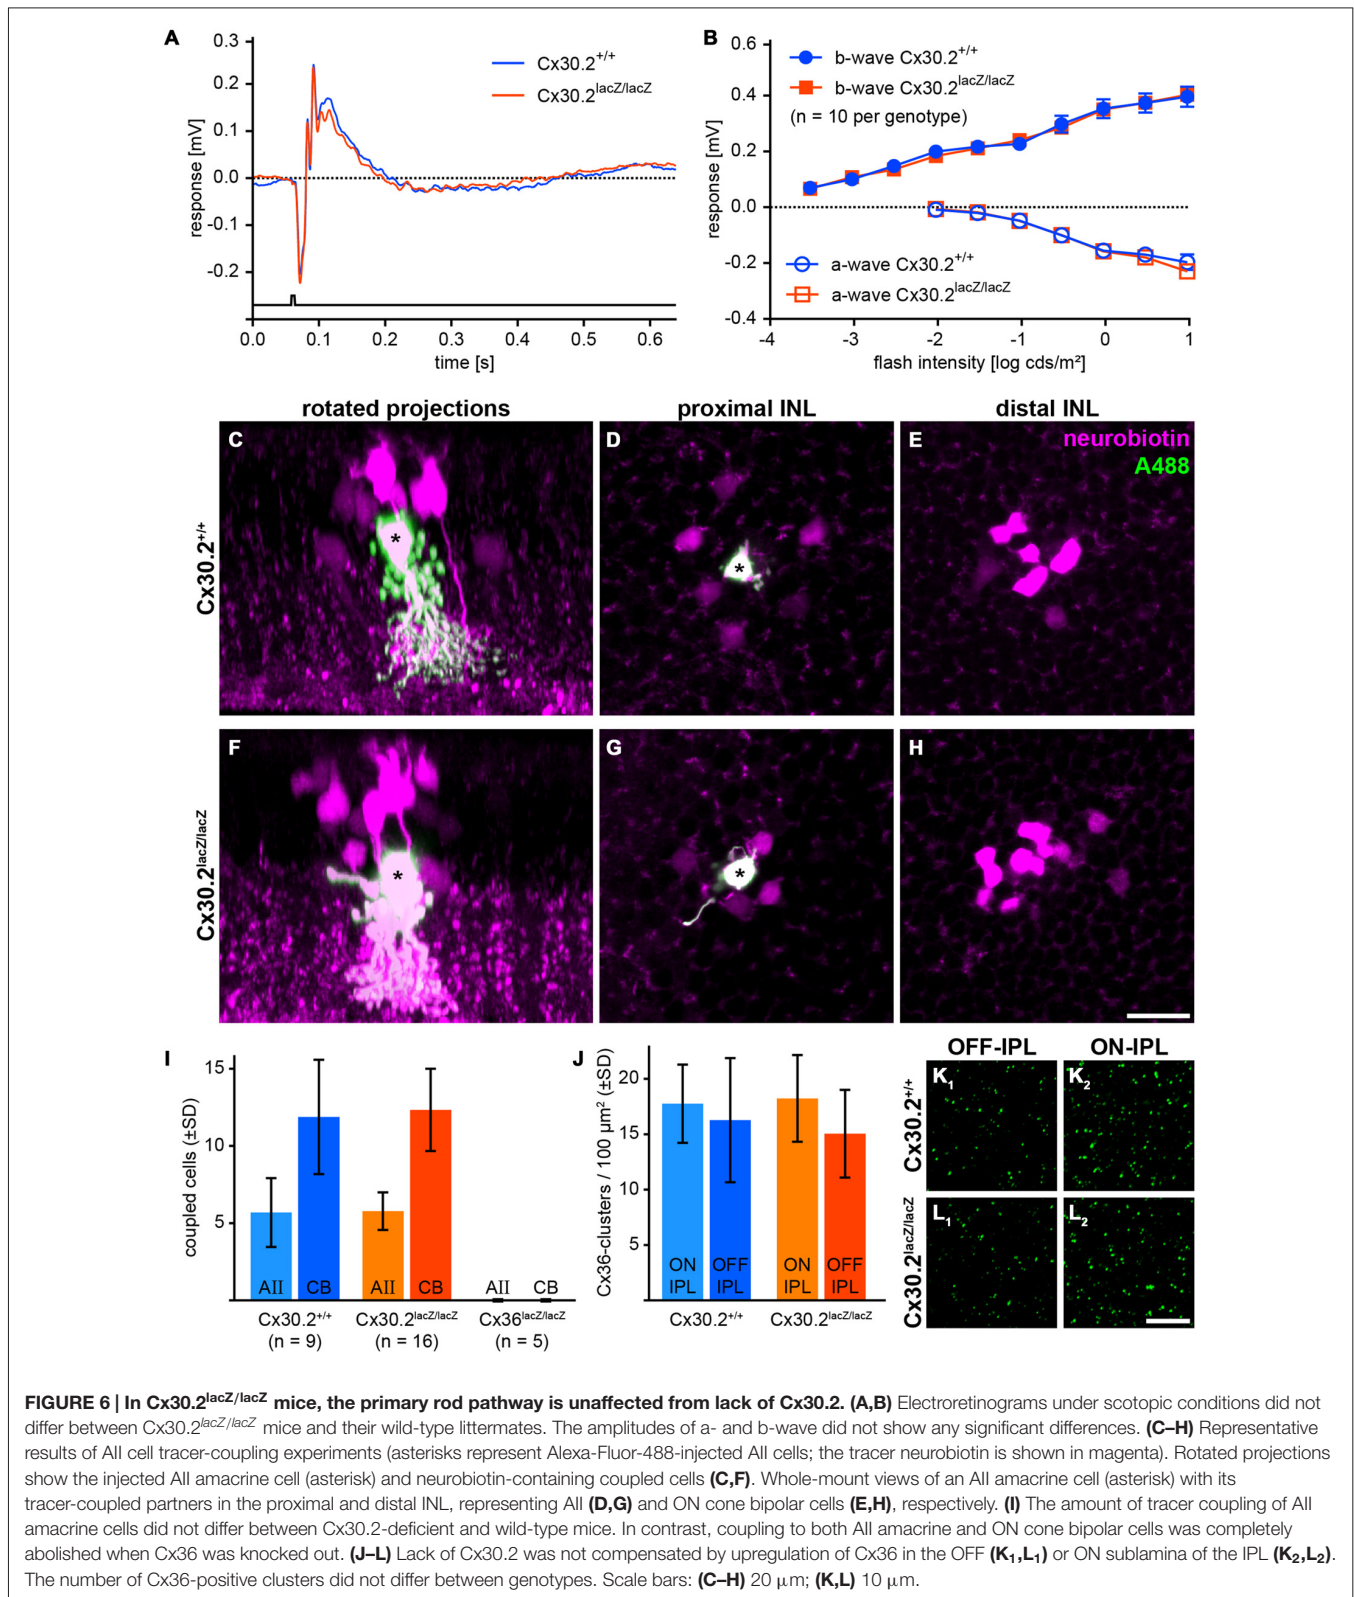 A
0.3
0.2
0.1
0.0
-0.1
-0.2
response [mV]
Cx30.2+/+
Cx30.2lacZ/lacZ
0.0 0.1 0.2 0.3 0.4 0.5 0.6
time [s]
B
0.6
0.4
0.2
0.0
-0.2
-0.4
response [mV]
b-wave Cx30.2+/+
b-wave Cx30.2lacZ/lacZ
(n = 10 per genotype)
a-wave Cx30.2+/+
a-wave Cx30.2lacZ/lacZ
-4 -3 -2 -1 0 1
flash intensity [log cds/m²]
rotated projections proximal INL distal INL
Cx30.2+/+
C * D * E neurobiotin
A488
Cx30.2lacZ/lacZ
F * G * H
I
15
10
5
coupled cells (±SD)
AII CB AII CB AII CB
Cx30.2+/+ Cx30.2lacZ/lacZ Cx36lacZ/lacZ
(n = 9) (n = 16) (n = 5)
J
20
15
10
5
Cx36-clusters / 100 µm² (±SD)
ON OFF ON OFF
IPL IPL IPL IPL
Cx30.2+/+ Cx30.2lacZ/lacZ
OFF-IPL ON-IPL
Cx30.2+/+
K1 K2
Cx30.2lacZ/lacZ
L1 L2
FIGURE 6 | In Cx30.2lacZ/lacZ mice, the primary rod pathway is unaffected from lack of Cx30.2. (A,B) Electroretinograms under scotopic conditions did not
differ between Cx30.2lacZ/lacZ mice and their wild-type littermates. The amplitudes of a- and b-wave did not show any significant differences. (C–H) Representative
results of AII cell tracer-coupling experiments (asterisks represent Alexa-Fluor-488-injected AII cells; the tracer neurobiotin is shown in magenta). Rotated projections
show the injected AII amacrine cell (asterisk) and neurobiotin-containing coupled cells (C,F). Whole-mount views of an AII amacrine cell (asterisk) with its
tracer-coupled partners in the proximal and distal INL, representing AII (D,G) and ON cone bipolar cells (E,H), respectively. (I) The amount of tracer coupling of AII
amacrine cells did not differ between Cx30.2-deficient and wild-type mice. In contrast, coupling to both AII amacrine and ON cone bipolar cells was completely
abolished when Cx36 was knocked out. (J–L) Lack of Cx30.2 was not compensated by upregulation of Cx36 in the OFF (K1,L1) or ON sublamina of the IPL (K2,L2).
The number of Cx36-positive clusters did not differ between genotypes. Scale bars: (C–H) 20 µm; (K,L) 10 µm.